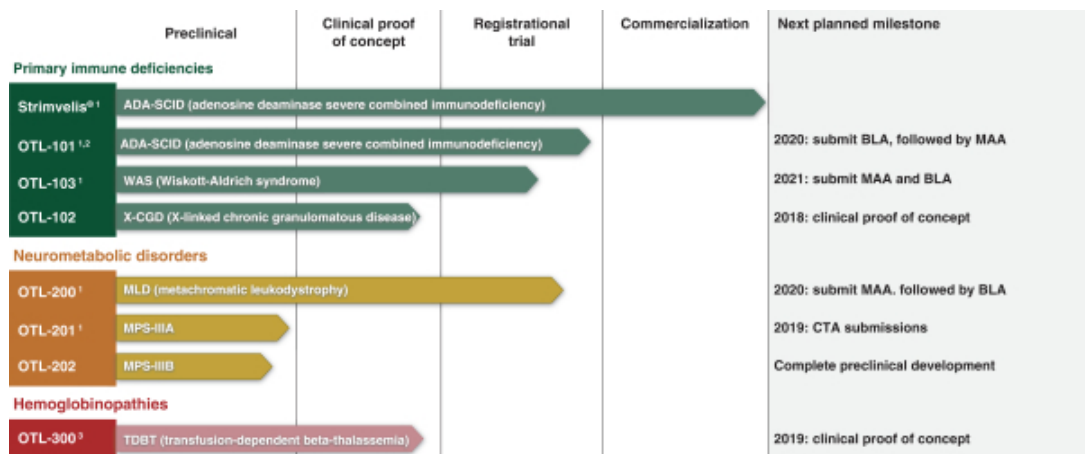 Preclinical
Clinical proof
of concept
Registrational
trial
Commercialization
Next planned milestone
Primary immune deficiencies
Strimvelis® 1
ADA-SCID (adenosine deaminase severe combined immunodeficiency)
OTL-101 1,2
ADA-SCID (adenosine deaminase severe combined immunodeficiency)
2020: submit BLA, followed by MAA
OTL-103 1
WAS (Wiskott-Aldrich syndrome)
2021: submit MAA and BLA
OTL-102
X-CGD (X-linked chronic granulomatous disease)
2018: clinical proof of concept
Neurometabolic disorders
OTL-200 1
MLD (metachromatic leukodystrophy)
2020: submit MAA. followed by BLA
OTL-201 1
MPS-IIIA
2019: CTA submissions
OTL-202
MPS-IIIB
Complete preclinical development
Hemoglobinopathies
OTL-300 3
TDBT (transfusion-dependent beta-thalassemia)
2019: clinical proof of concept